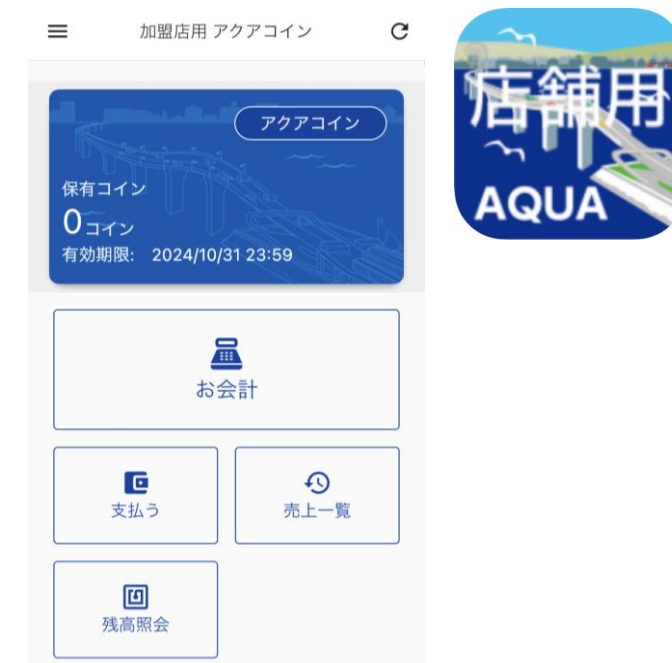 加盟店用 アクアコイン
アクアコイン
保有コイン
0コイン
有効期限: 2024/10/31 23:59
お会計
支払う
売上一覧
残高照会
店舗用
AQUA